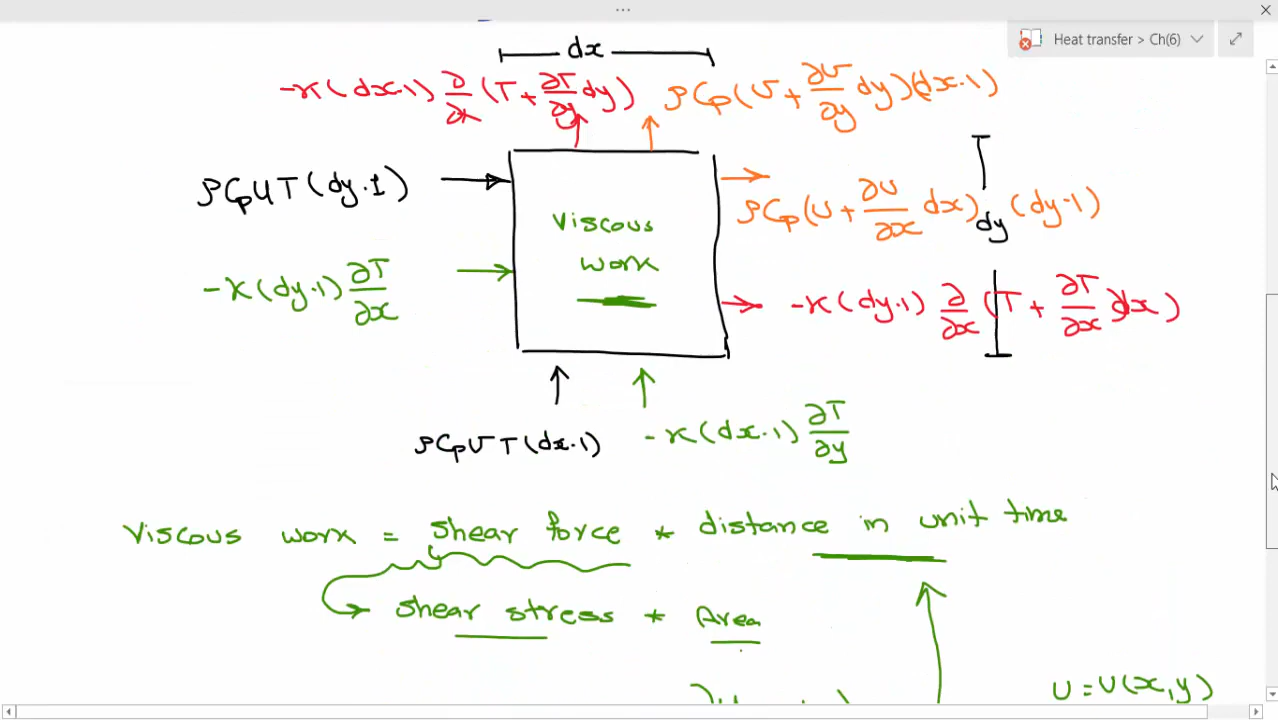 Heat transfer > Ch(6)
dx
-K(dx·1) ∂/∂x (T + ∂T/∂y dy)
ρCp(υ + ∂υ/∂y dy)(dx·1)
ρCpUT(dy·1)
Viscous
work
ρCp(U + ∂U/∂x dx)(dy·1)
dy
-K(dy·1) ∂T/∂x
-K(dy·1) ∂/∂x (T + ∂T/∂x dx)
ρCpυT(dx·1)
-K(dx·1) ∂T/∂y
Viscous work = Shear force * distance in unit time
Shear stress * Area
U = U(x,y)